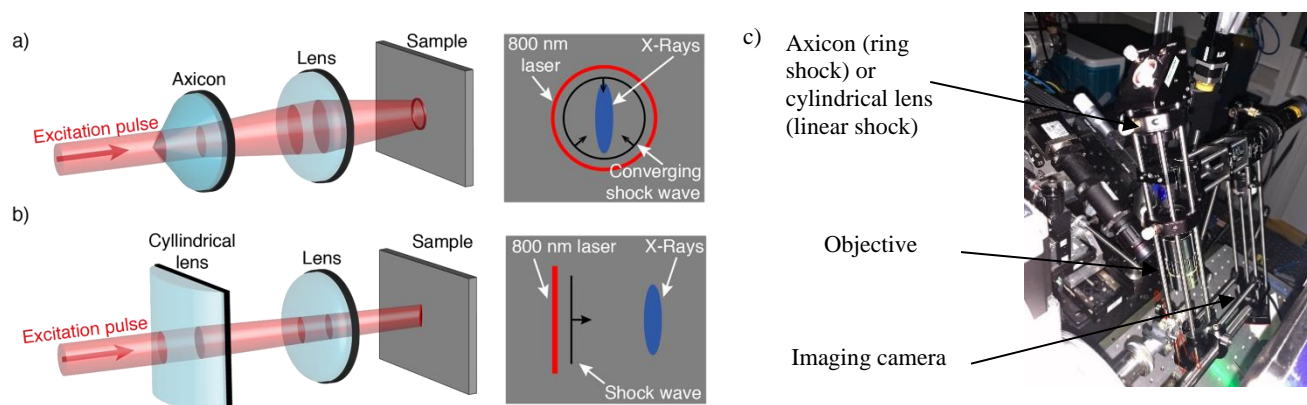 a)
Axicon
Lens
Sample
Excitation pulse
800 nm
laser
X-Rays
Converging
shock wave
b)
Cyllindrical
lens
Lens
Sample
Excitation pulse
800 nm laser
X-Rays
Shock wave
c)
Axicon (ring
shock) or
cylindrical lens
(linear shock)
Objective
Imaging camera